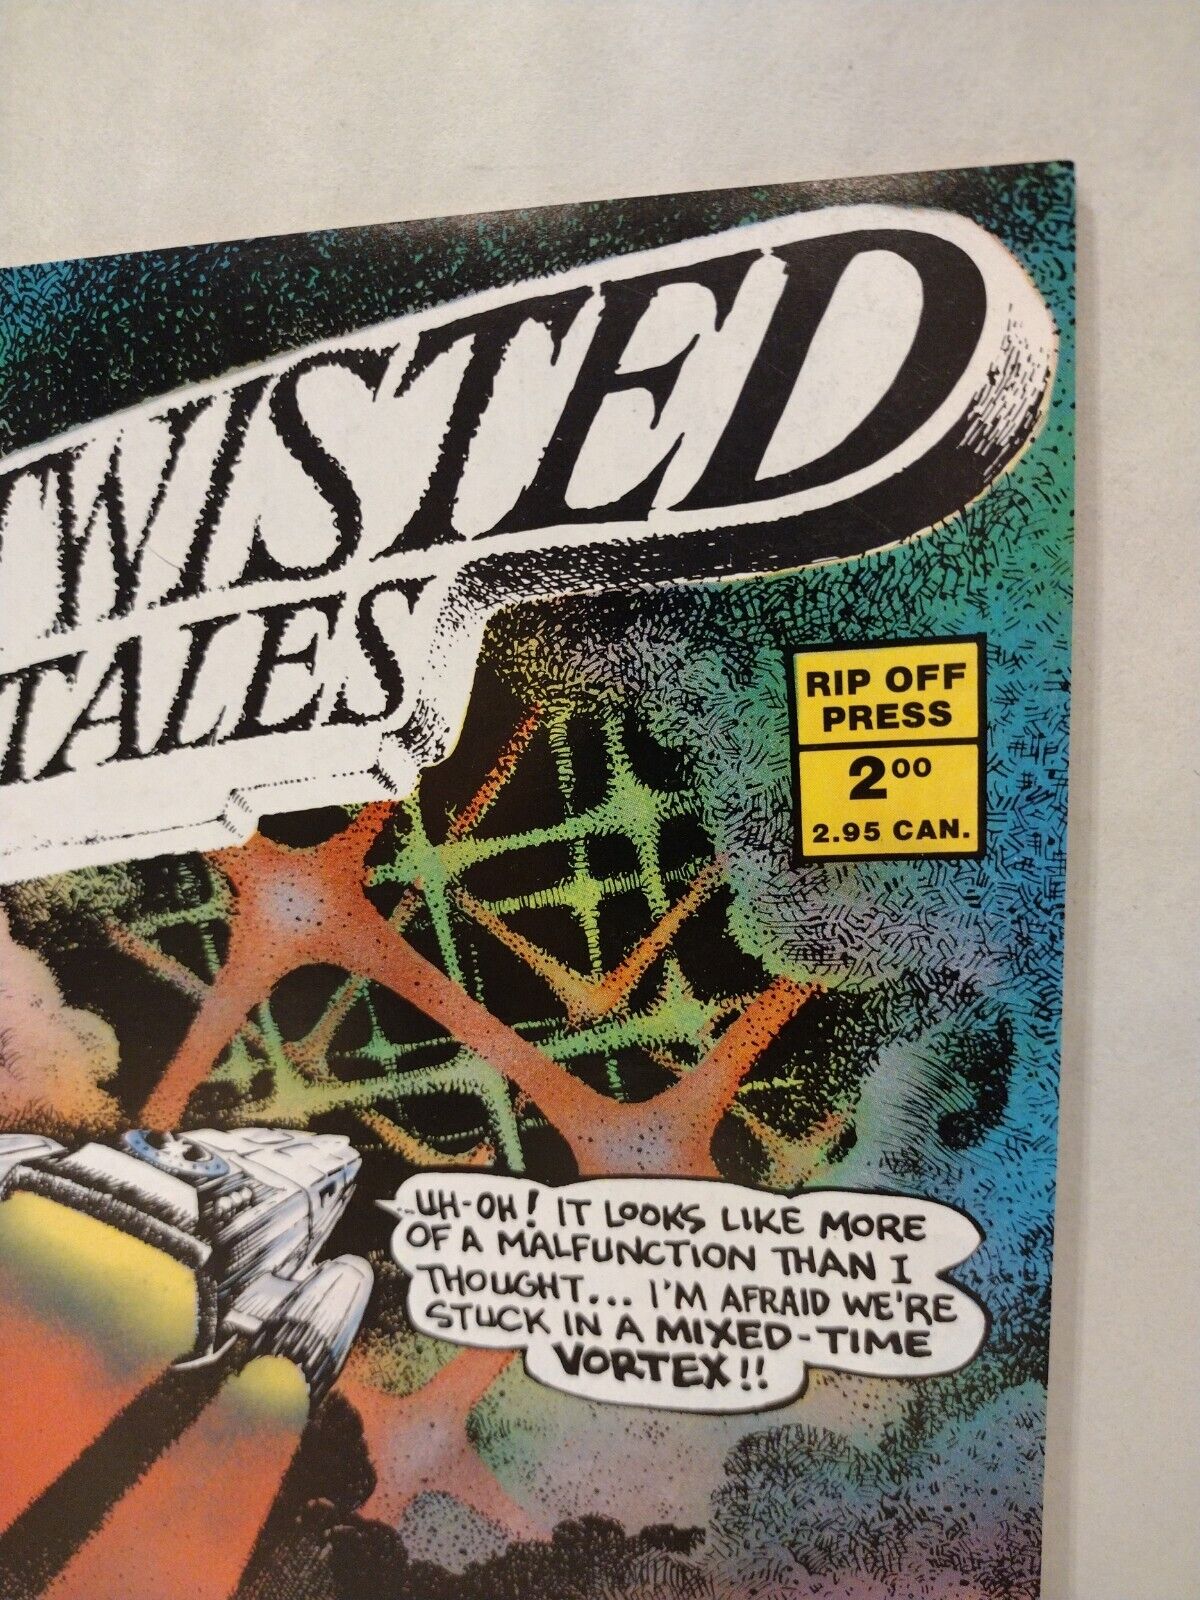 TWISTED
TALES
RIP OFF
PRESS
2.00
2.95 CAN.
..UH-OH! IT LOOKS LIKE MORE
OF A MALFUNCTION THAN I
THOUGHT... I'M AFRAID WE'RE
STUCK IN A MIXED-TIME
VORTEX!!